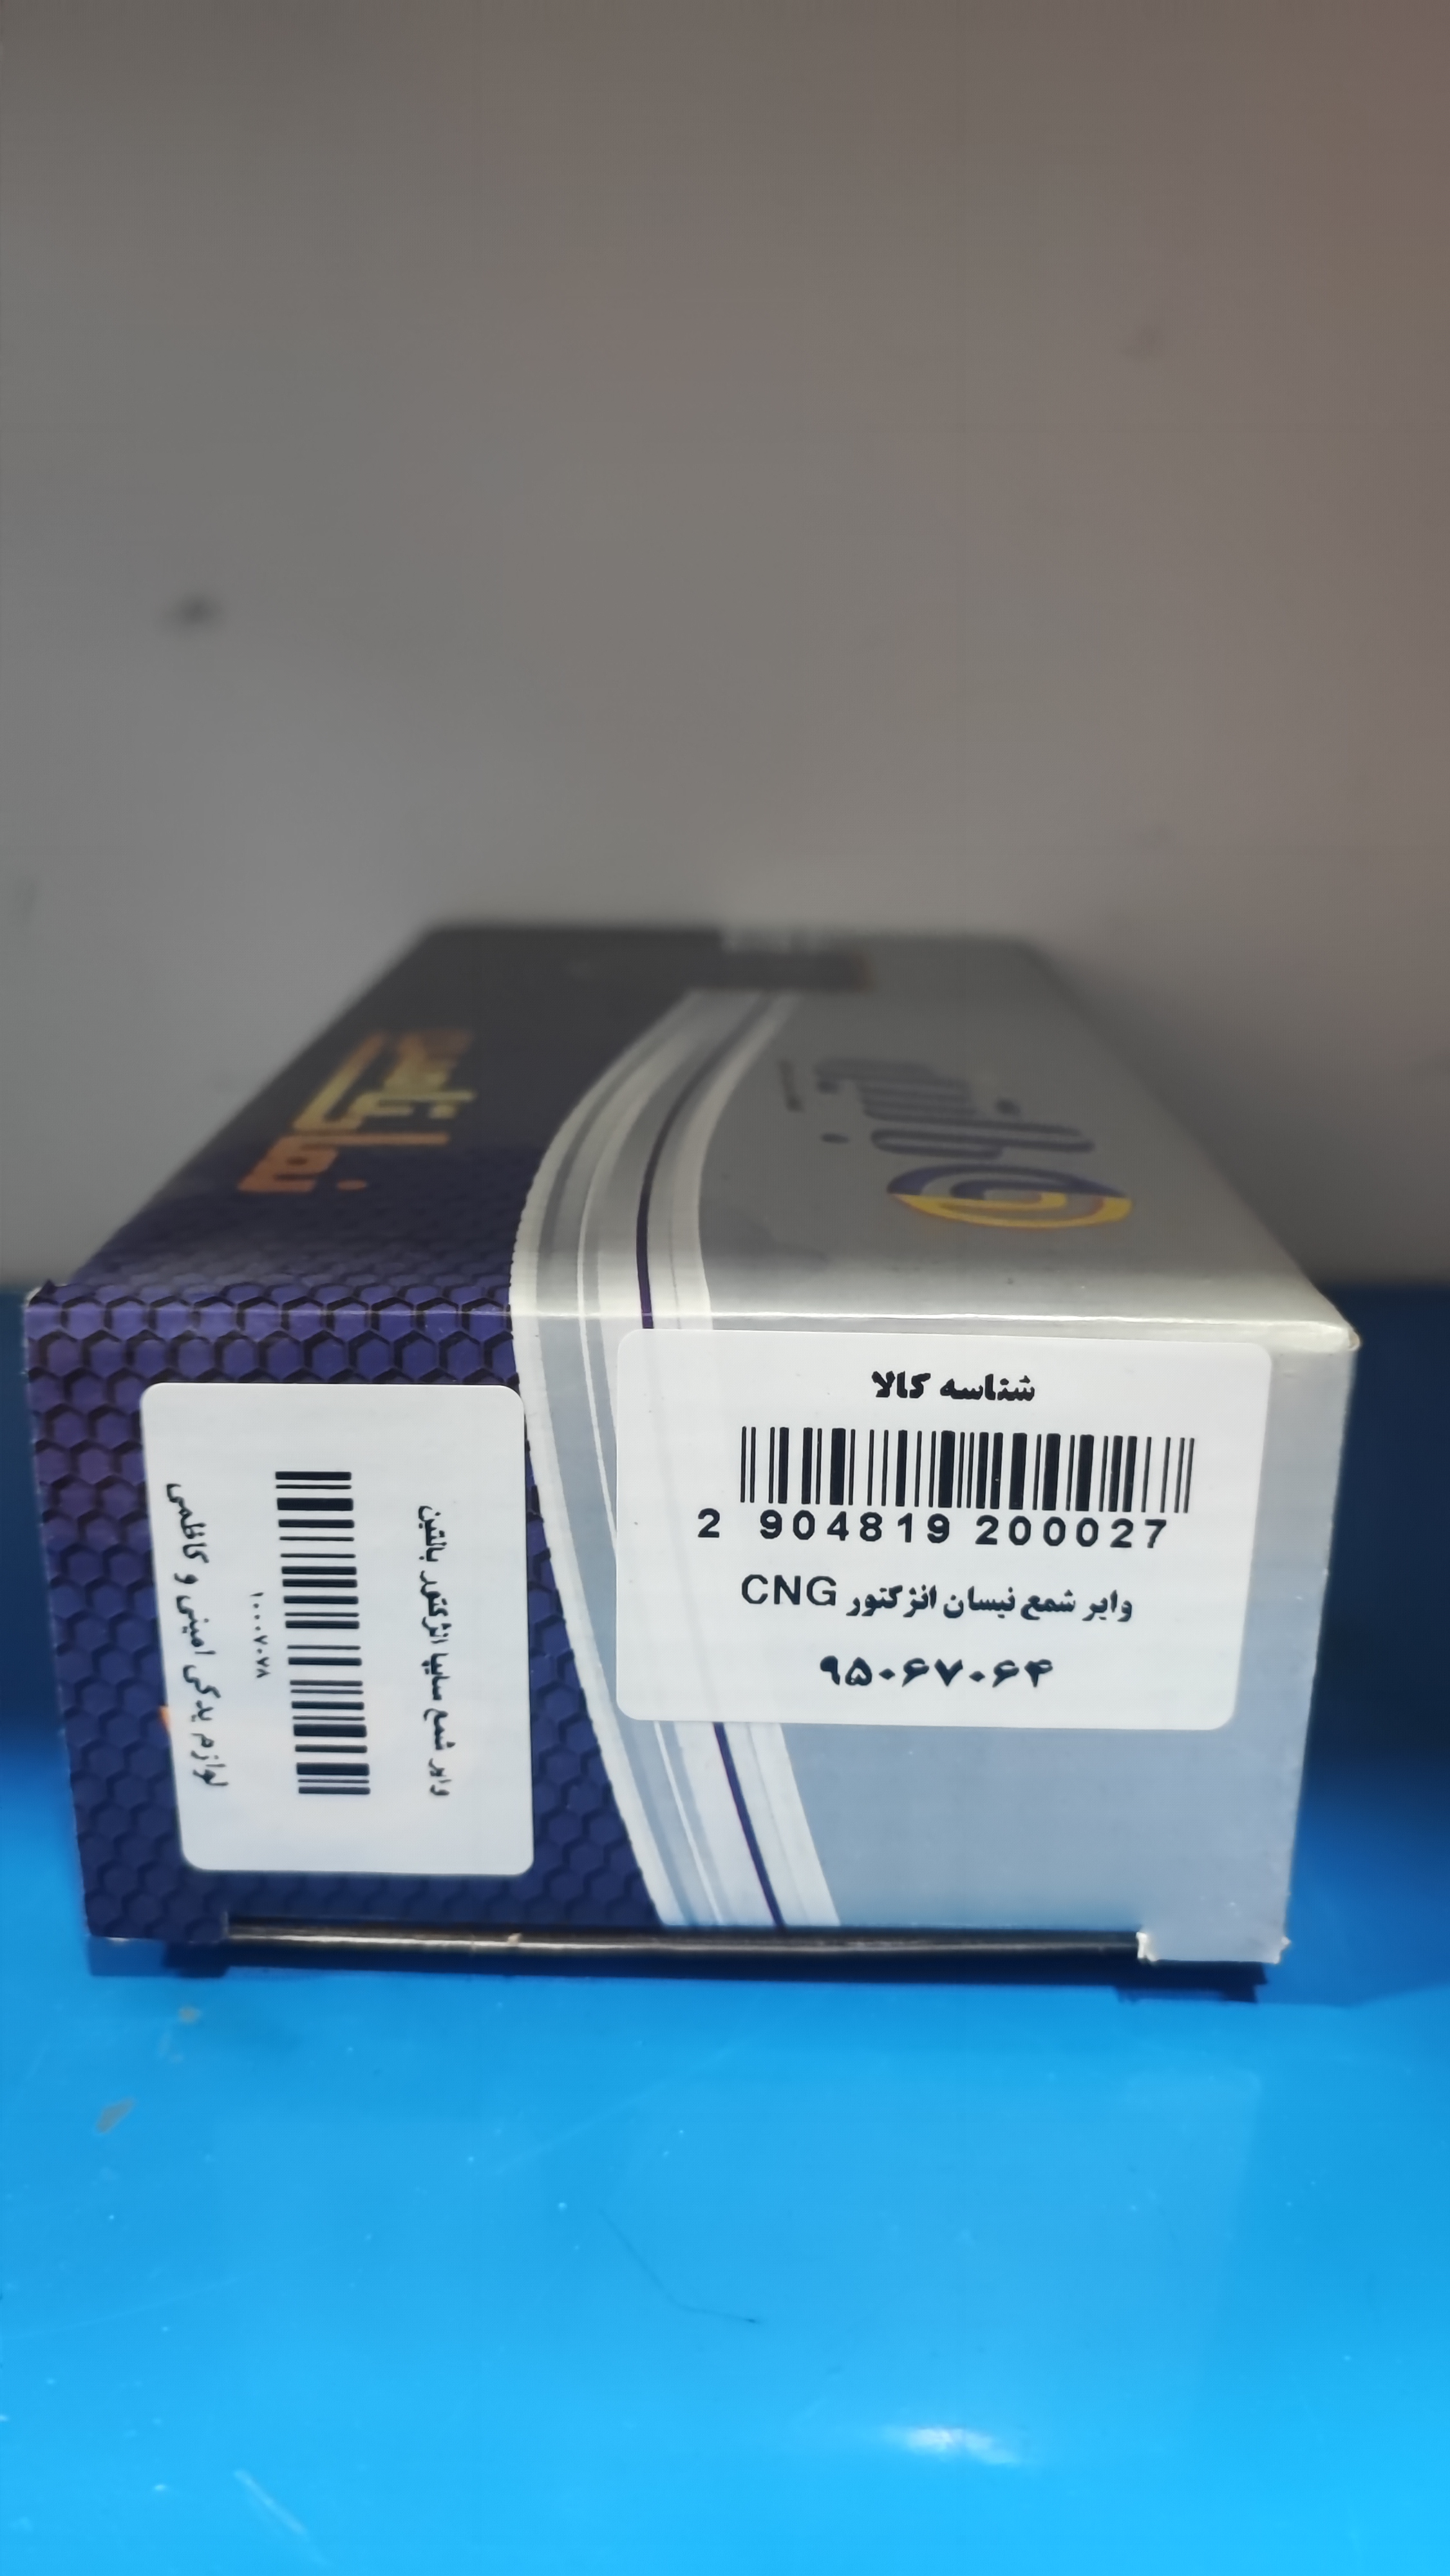 شناسه کالا
2 904819 200027
وایر شمع نیسان انژکتور CNG
۹۵۰۶۷۰۶۴
وایر شمع سایپا انژکتور بالتین
۱۰۰۰۷۰۷۸
لوازم یدکی امینی و کاظمی